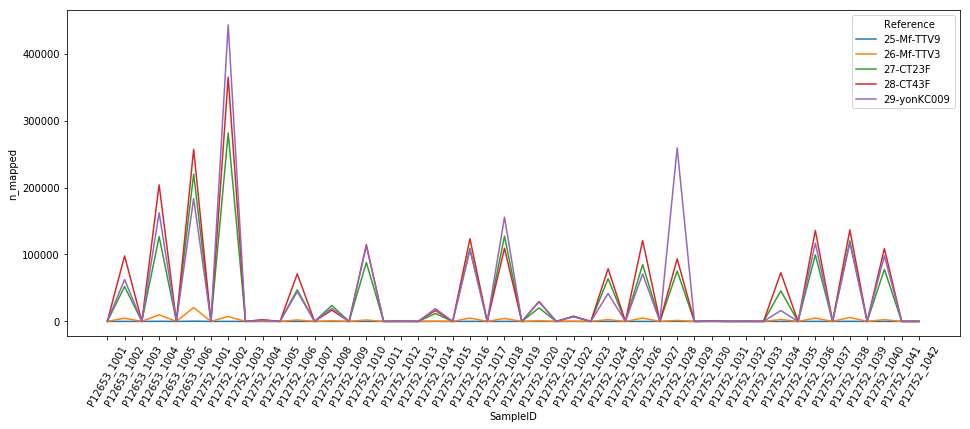 Reference
25-Mf-TTV9
26-Mf-TTV3
27-CT23F
28-CT43F
29-yonKC009
n_mapped
400000
300000
200000
100000
0
P12653_1001
P12653_1002
P12653_1003
P12653_1004
P12653_1005
P12653_1006
P12752_1001
P12752_1002
P12752_1003
P12752_1004
P12752_1005
P12752_1006
P12752_1007
P12752_1008
P12752_1009
P12752_1010
P12752_1011
P12752_1012
P12752_1013
P12752_1014
P12752_1015
P12752_1016
P12752_1017
P12752_1018
P12752_1019
P12752_1020
P12752_1021
P12752_1022
P12752_1023
P12752_1024
P12752_1025
P12752_1026
P12752_1027
P12752_1028
P12752_1029
P12752_1030
P12752_1031
P12752_1032
P12752_1033
P12752_1034
P12752_1035
P12752_1036
P12752_1037
P12752_1038
P12752_1039
P12752_1040
P12752_1041
P12752_1042
SampleID